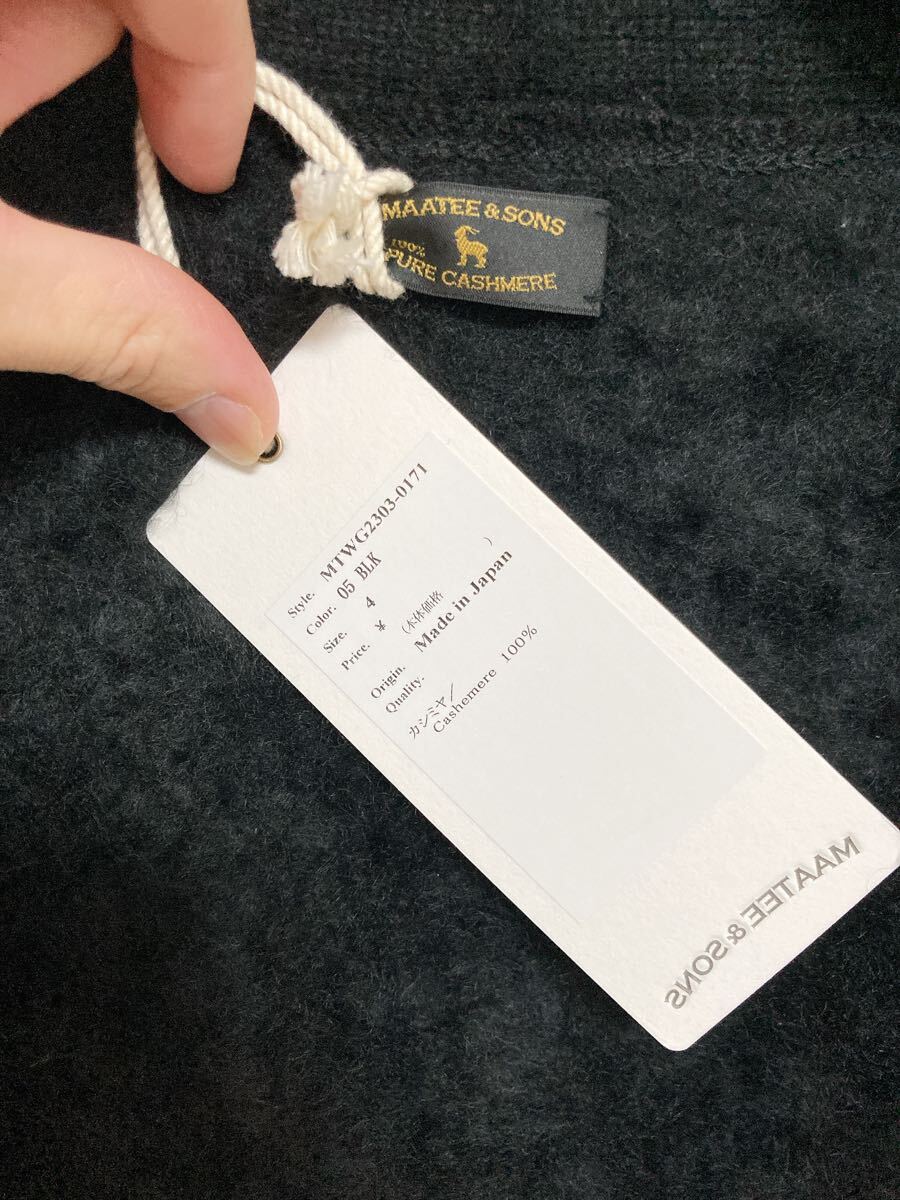 MAATEE & SONS
100%
PURE CASHMERE
Style. MTWG2303-0171
Color. 05 BLK
Size. 4
Price. ¥
(本体価格 )
Origin. Made in Japan
Quality.
カシミヤ/
Cashemere 100%
MAATEE & SONS